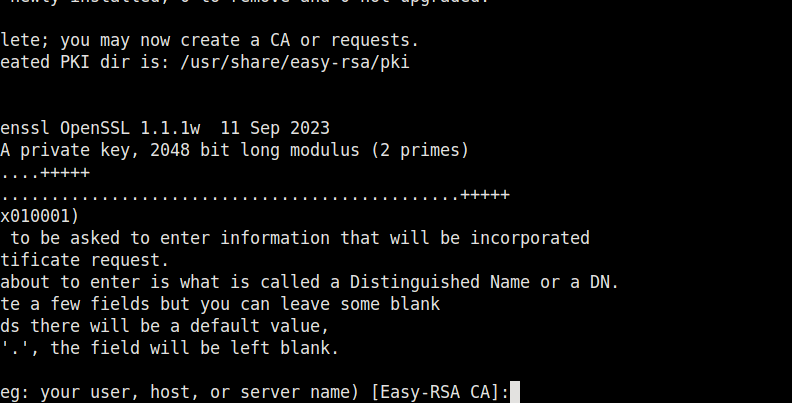 newly installed, 0 to remove and 0 not upgraded.
lete; you may now create a CA or requests.
eated PKI dir is: /usr/share/easy-rsa/pki
enssl OpenSSL 1.1.1w  11 Sep 2023
A private key, 2048 bit long modulus (2 primes)
....+++++
..............................................+++++
x010001)
to be asked to enter information that will be incorporated
tificate request.
about to enter is what is called a Distinguished Name or a DN.
te a few fields but you can leave some blank
ds there will be a default value,
'.', the field will be left blank.
eg: your user, host, or server name) [Easy-RSA CA]: